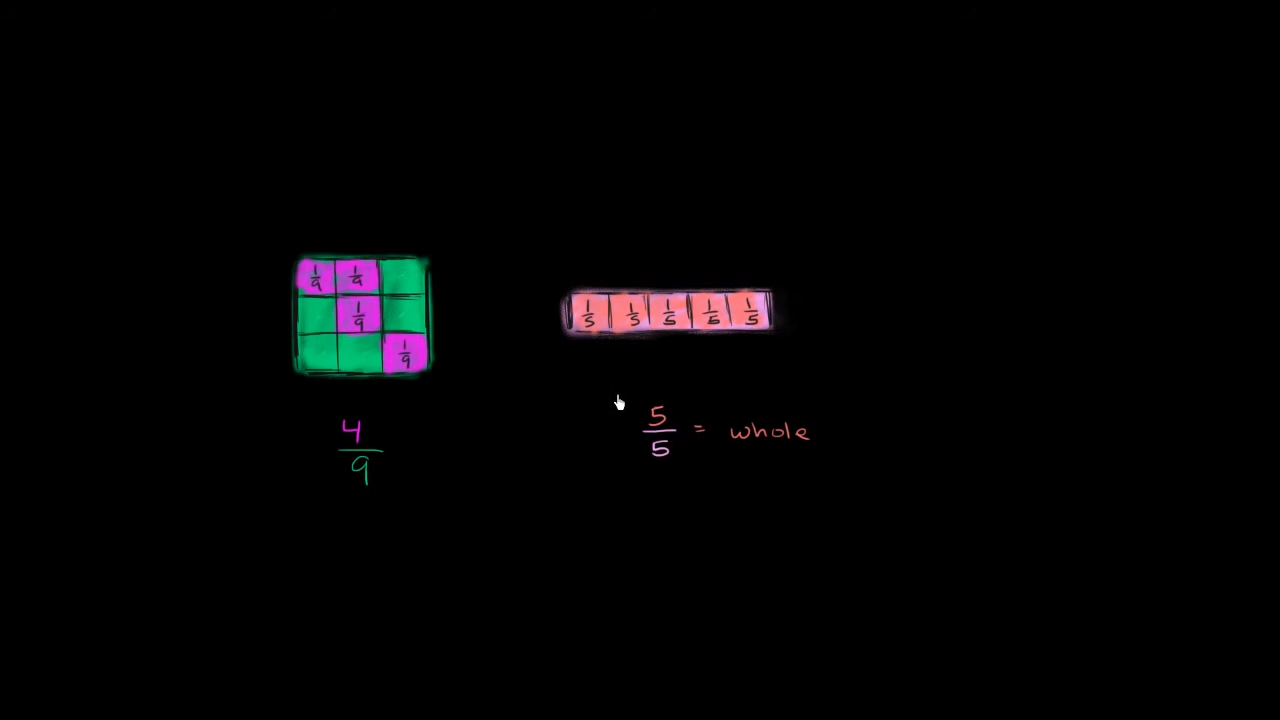 1/9 1/9
1/9
1/9
4/9
1/5 1/5 1/5 1/5 1/5
5/5 = whole